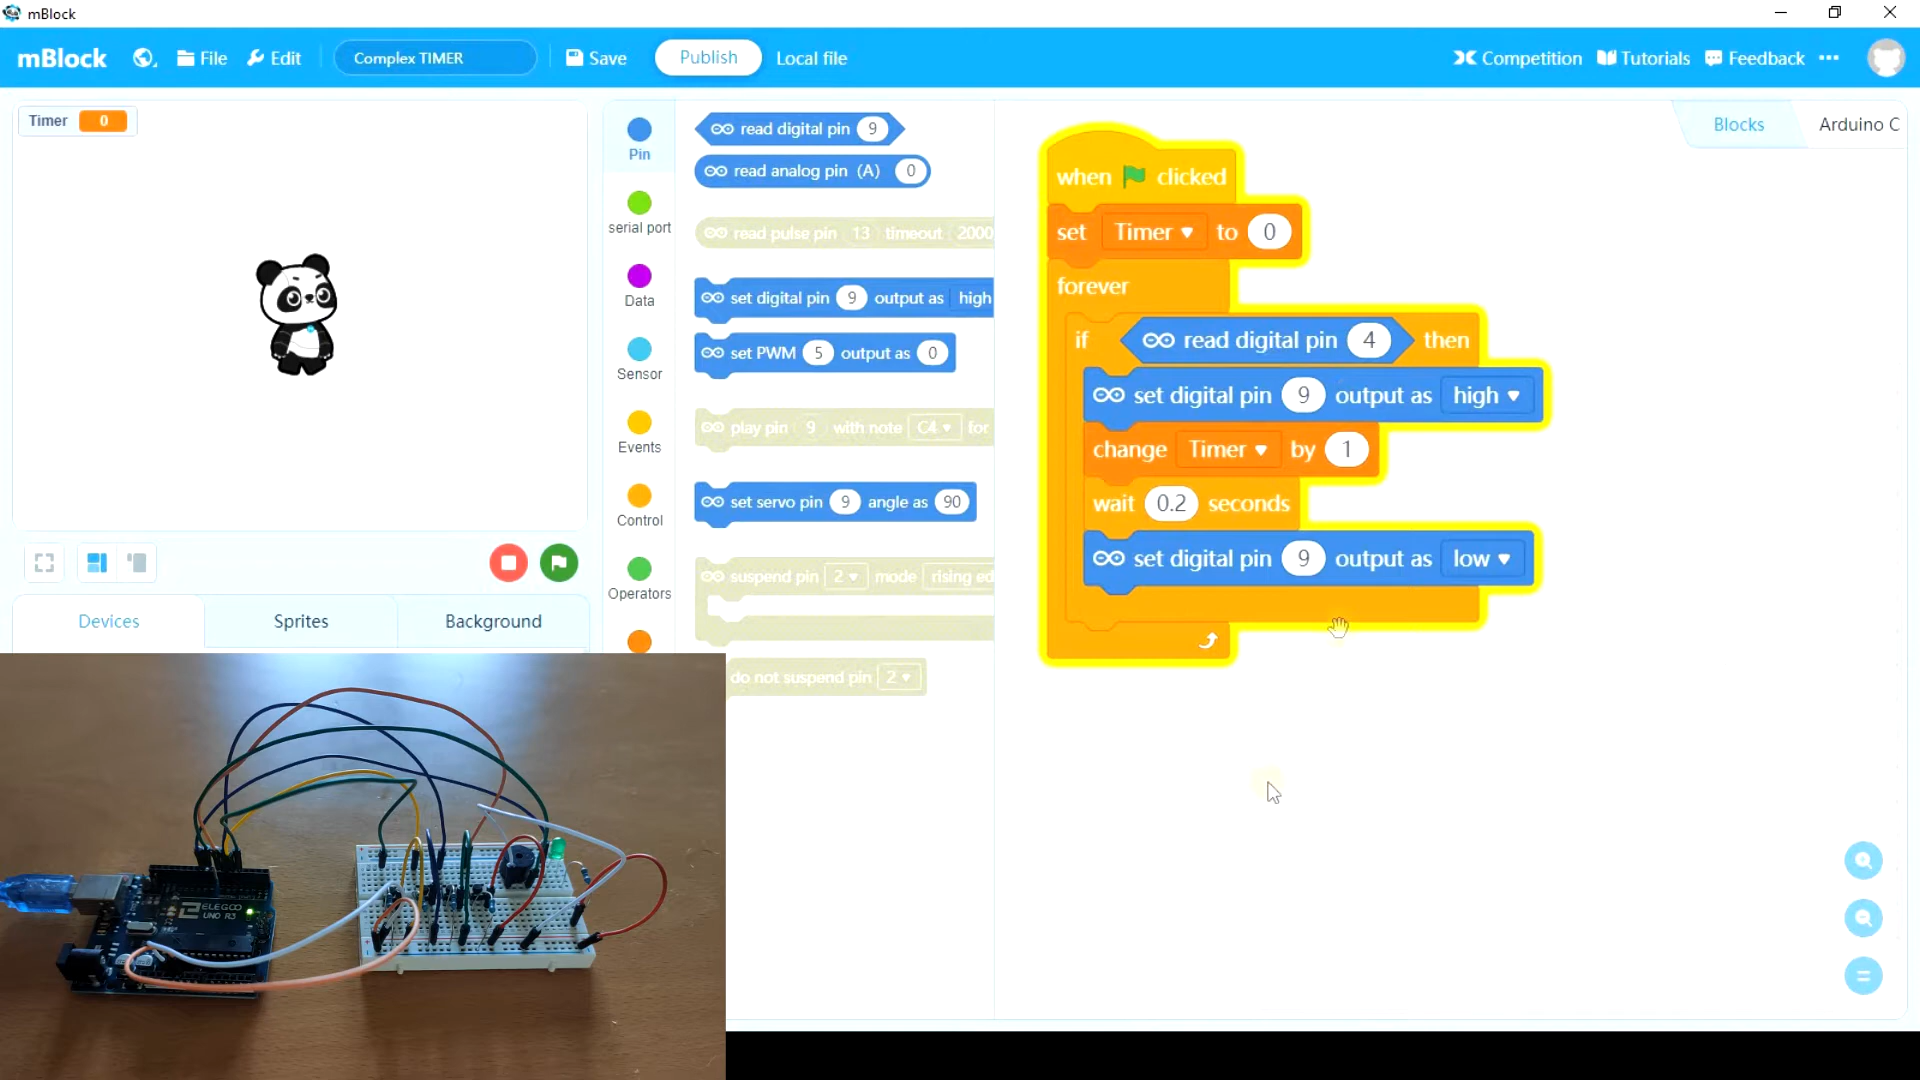 mBlock
mBlock File Edit Complex TIMER Save Publish Local file Competition Tutorials Feedback
Timer 0
Pin
serial port
Data
Sensor
Events
Control
Operators
read digital pin 9
read analog pin (A) 0
read pulse pin 13 timeout 2000
set digital pin 9 output as high
set PWM 5 output as 0
play pin 9 with note C4 for
set servo pin 9 angle as 90
suspend pin 2 mode rising ed
do not suspend pin 2
Blocks Arduino C
when clicked
set Timer to 0
forever
if read digital pin 4 then
set digital pin 9 output as high
change Timer by 1
wait 0.2 seconds
set digital pin 9 output as low
Devices Sprites Background
ELEGOO
UNO R3